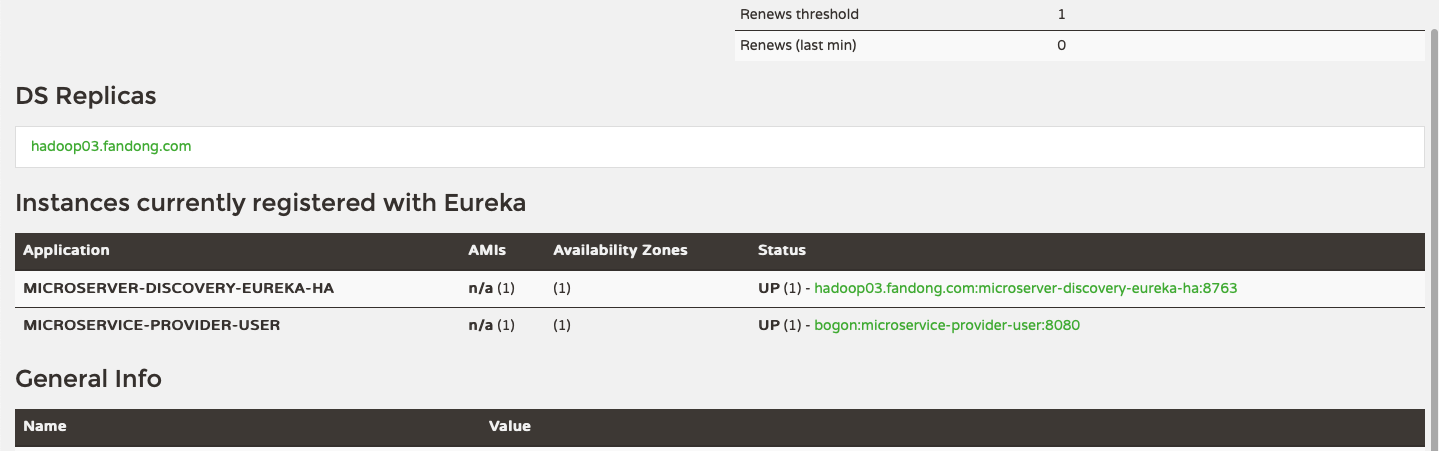 Renews threshold 1
Renews (last min) 0
DS Replicas
hadoop03.fandong.com
Instances currently registered with Eureka
Application AMIs Availability Zones Status
MICROSERVER-DISCOVERY-EUREKA-HA n/a (1) (1) UP (1) - hadoop03.fandong.com:microserver-discovery-eureka-ha:8763
MICROSERVICE-PROVIDER-USER n/a (1) (1) UP (1) - bogon:microservice-provider-user:8080
General Info
Name Value